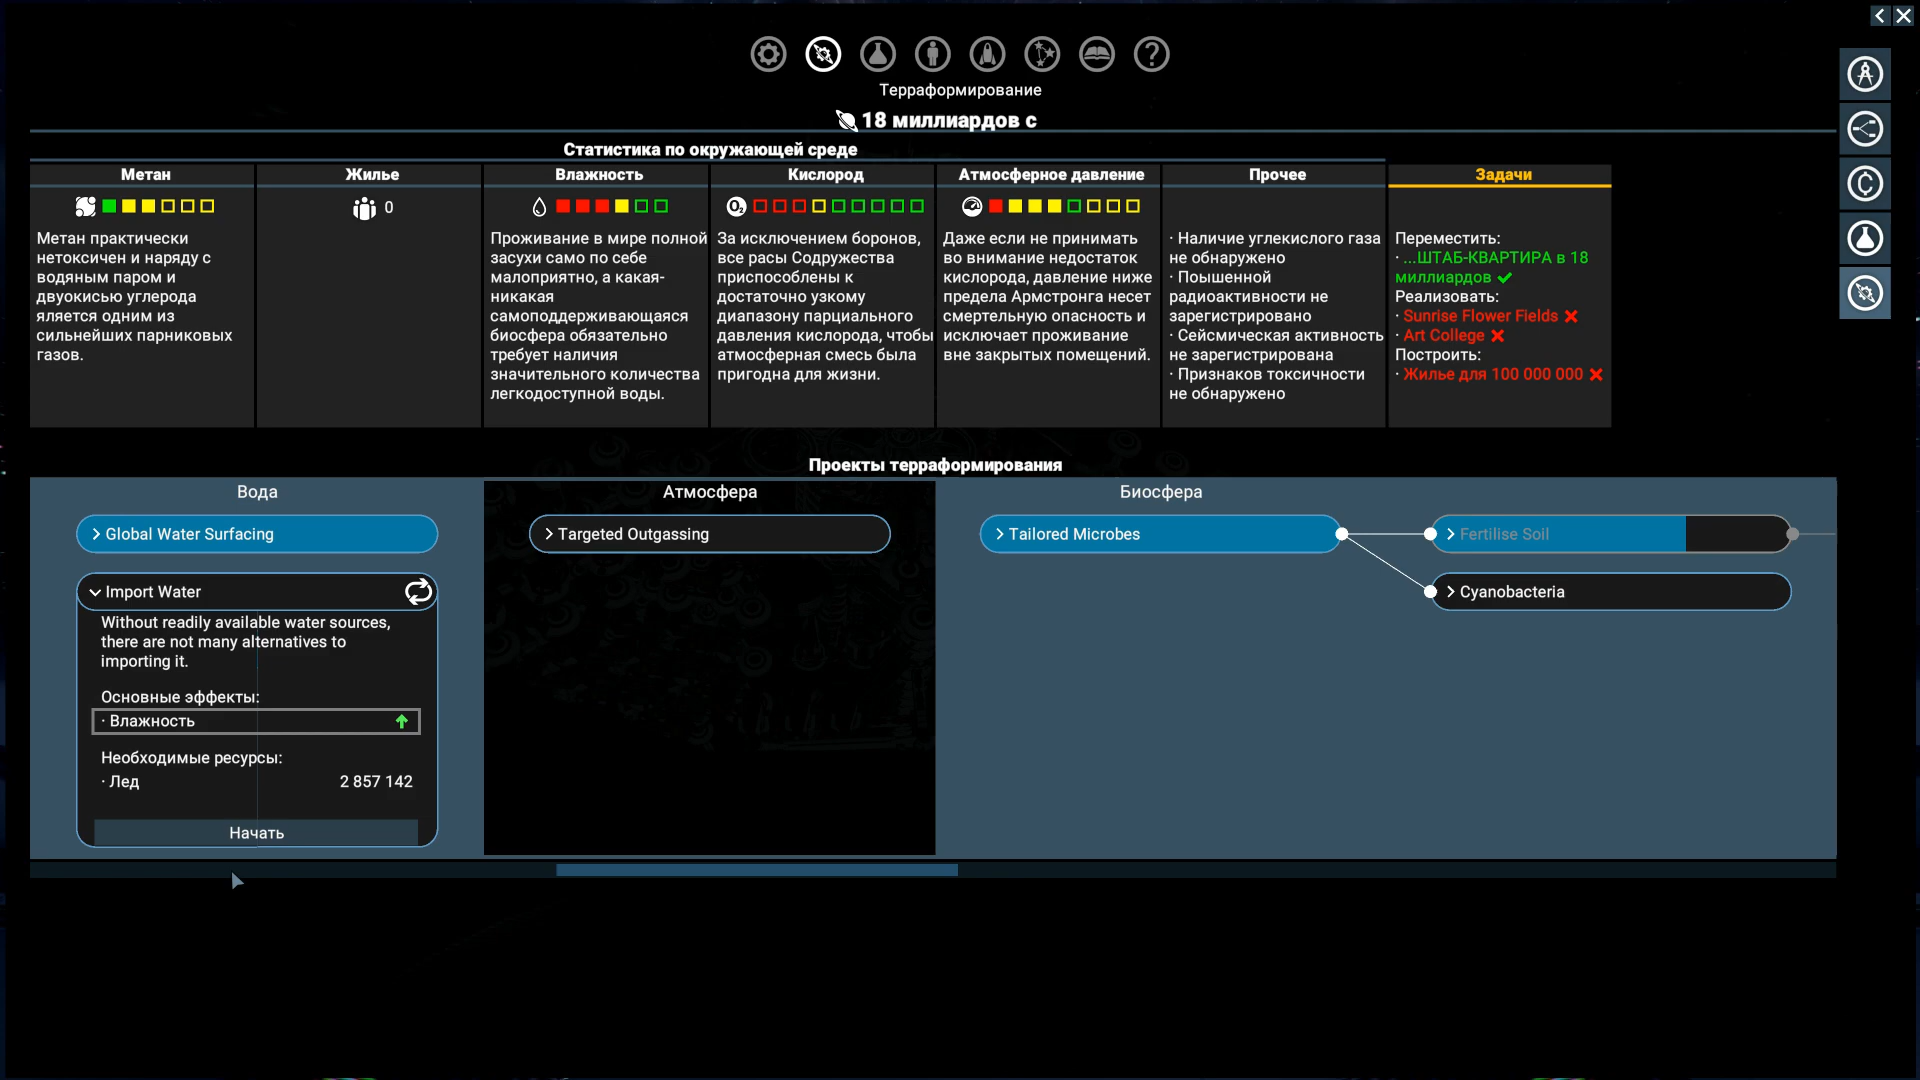 Терраформирование
18 миллиардов с
Статистика по окружающей среде
Метан
Метан практически
нетоксичен и наряду с
водяным паром и
двуокисью углерода
яляется одним из
сильнейших парниковых
газов.
Жилье
0
Влажность
Проживание в мире полной
засухи само по себе
малоприятно, а какая-
никакая
самоподдерживающаяся
биосфера обязательно
требует наличия
значительного количества
легкодоступной воды.
Кислород
O₂
За исключением боронов,
все расы Содружества
приспособлены к
достаточно узкому
диапазону парциального
давления кислорода, чтобы
атмосферная смесь была
пригодна для жизни.
Атмосферное давление
Даже если не принимать
во внимание недостаток
кислорода, давление ниже
предела Армстронга несет
смертельную опасность и
исключает проживание
вне закрытых помещений.
Прочее
· Наличие углекислого газа
не обнаружено
· Поышенной
радиоактивности не
зарегистрировано
· Сейсмическая активность
не зарегистрирована
· Признаков токсичности
не обнаружено
Задачи
Переместить:
· ...ШТАБ-КВАРТИРА в 18
миллиардов
Реализовать:
· Sunrise Flower Fields
· Art College
Построить:
· Жилье для 100 000 000
Проекты терраформирования
Вода
Global Water Surfacing
Import Water
Without readily available water sources,
there are not many alternatives to
importing it.
Основные эффекты:
· Влажность
Необходимые ресурсы:
· Лед 2 857 142
Начать
Атмосфера
Targeted Outgassing
Биосфера
Tailored Microbes
Fertilise Soil
Cyanobacteria